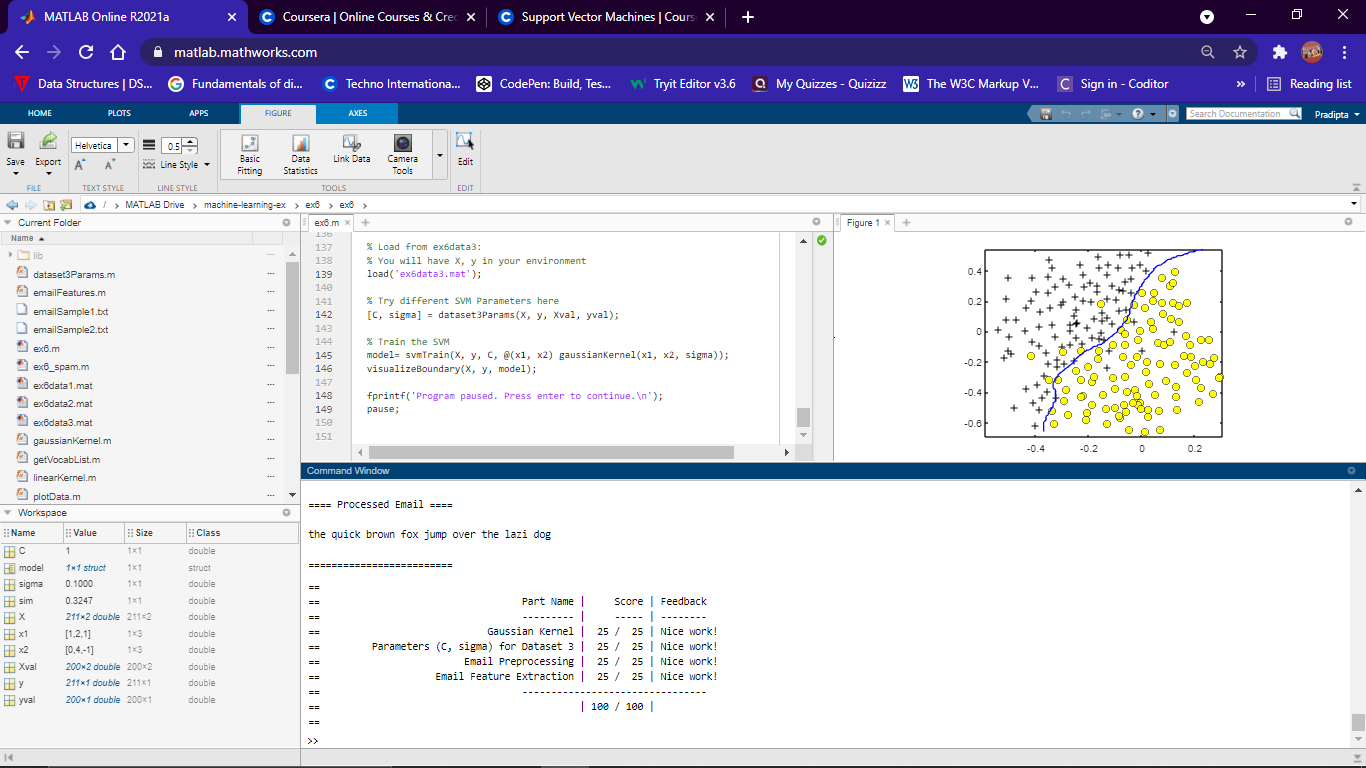 MATLAB Online R2021a
Coursera | Online Courses & Crec
Support Vector Machines | Cours
matlab.mathworks.com
Data Structures | DS...
Fundamentals of di...
Techno Internationa...
CodePen: Build, Tes...
Tryit Editor v3.6
My Quizzes - Quizizz
The W3C Markup V...
Sign in - Coditor
»
Reading list
HOME
PLOTS
APPS
FIGURE
AXES
Search Documentation
Pradipta
Save
Export
Helvetica
A A
0.5
Line Style
Basic Fitting
Data Statistics
Link Data
Camera Tools
Edit
FILE
TEXT STYLE
LINE STYLE
TOOLS
EDIT
/ > MATLAB Drive > machine-learning-ex > ex6 > ex6 >
Current Folder
Name
lib
dataset3Params.m
emailFeatures.m
emailSample1.txt
emailSample2.txt
ex6.m
ex6_spam.m
ex6data1.mat
ex6data2.mat
ex6data3.mat
gaussianKernel.m
getVocabList.m
linearKernel.m
plotData.m
Workspace
Name Value Size Class
C 1 1×1 double
model 1×1 struct 1×1 struct
sigma 0.1000 1×1 double
sim 0.3247 1×1 double
X 211×2 double 211×2 double
x1 [1,2,1] 1×3 double
x2 [0,4,-1] 1×3 double
Xval 200×2 double 200×2 double
y 211×1 double 211×1 double
yval 200×1 double 200×1 double
ex6.m
136
137 % Load from ex6data3:
138 % You will have X, y in your environment
139 load('ex6data3.mat');
140
141 % Try different SVM Parameters here
142 [C, sigma] = dataset3Params(X, y, Xval, yval);
143
144 % Train the SVM
145 model= svmTrain(X, y, C, @(x1, x2) gaussianKernel(x1, x2, sigma));
146 visualizeBoundary(X, y, model);
147
148 fprintf('Program paused. Press enter to continue.\n');
149 pause;
150
151
Figure 1
0.4
0.2
0
-0.2
-0.4
-0.6
-0.4 -0.2 0 0.2
Command Window
==== Processed Email ====
the quick brown fox jump over the lazi dog
=========================
==
== Part Name | Score | Feedback
== --------- | ----- | --------
== Gaussian Kernel | 25 / 25 | Nice work!
== Parameters (C, sigma) for Dataset 3 | 25 / 25 | Nice work!
== Email Preprocessing | 25 / 25 | Nice work!
== Email Feature Extraction | 25 / 25 | Nice work!
== --------------------------------
== | 100 / 100 |
==
>>